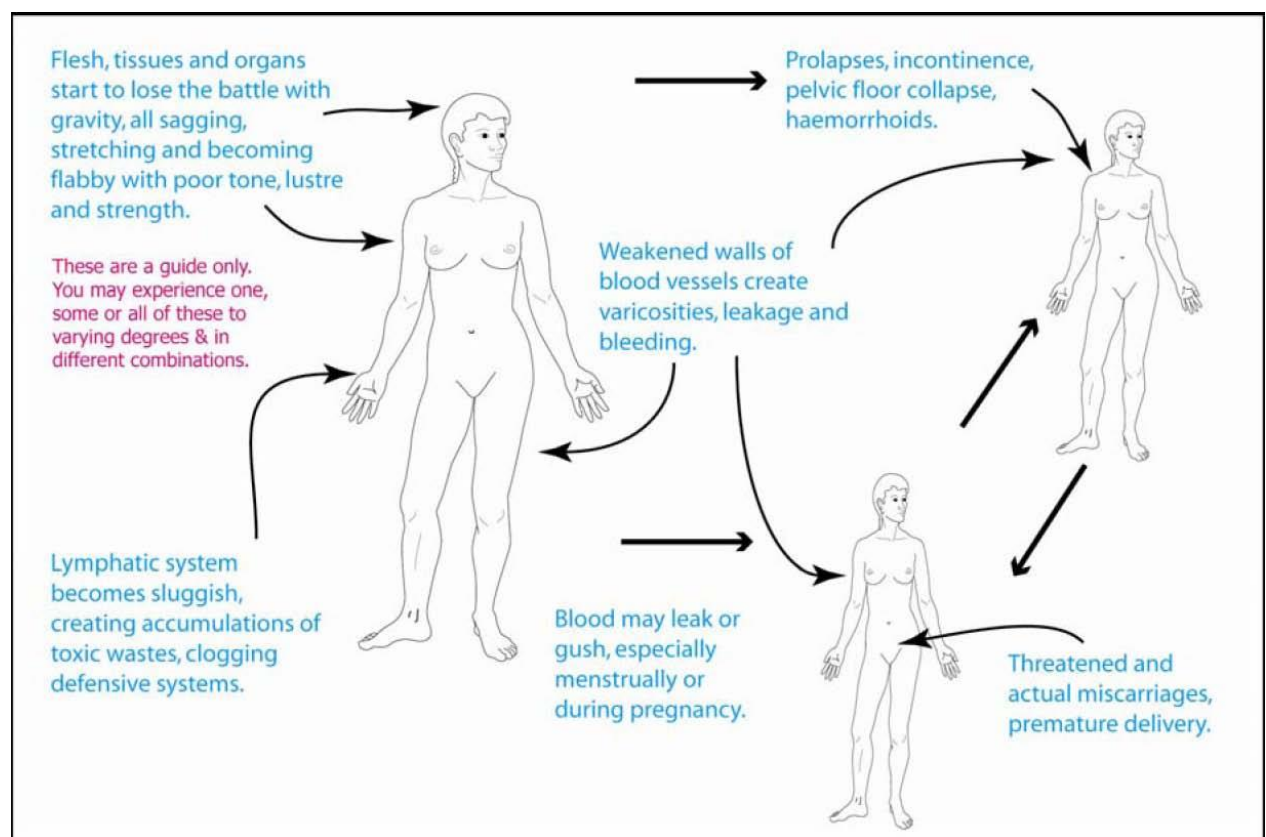 Flesh, tissues and organs
start to lose the battle with
gravity, all sagging,
stretching and becoming
flabby with poor tone, lustre
and strength.
These are a guide only.
You may experience one,
some or all of these to
varying degrees & in
different combinations.
Prolapses, incontinence,
pelvic floor collapse,
haemorrhoids.
Weakened walls of
blood vessels create
varicosities, leakage and
bleeding.
Lymphatic system
becomes sluggish,
creating accumulations of
toxic wastes, clogging
defensive systems.
Blood may leak or
gush, especially
menstrually or
during pregnancy.
Threatened and
actual miscarriages,
premature delivery.